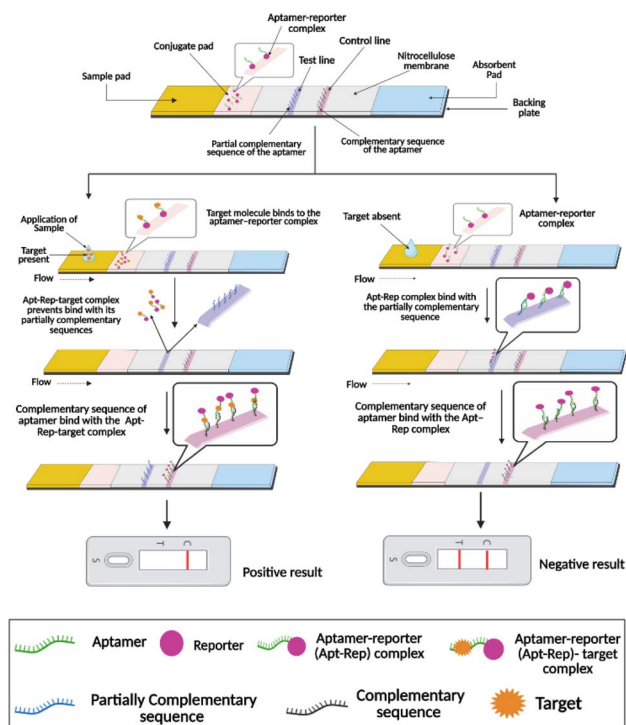 Aptamer-reporter
complex
Conjugate pad
Control line
Test line
Nitrocellulose
membrane
Absorbent
Pad
Sample pad
Backing
plate
Partial complementary
sequence of the aptamer
Complementary sequence
of the aptamer
Application of
Sample
Target molecule binds to the
aptamer–reporter complex
Target
present
Flow
Apt-Rep-target complex
prevents bind with its
partially complementary
sequences
Flow
Complementary sequence of
aptamer bind with the Apt-
Rep-target complex
S
T
C
Positive result
Target absent
Aptamer-reporter
complex
Flow
Apt-Rep complex bind with
the partially complementary
sequence
Flow
Complementary sequence of
aptamer bind with the Apt–
Rep complex
S
T
C
Negative result
Aptamer
Reporter
Aptamer-reporter
(Apt-Rep) complex
Aptamer-reporter
(Apt-Rep)- target
complex
Partially Complementary
sequence
Complementary
sequence
Target